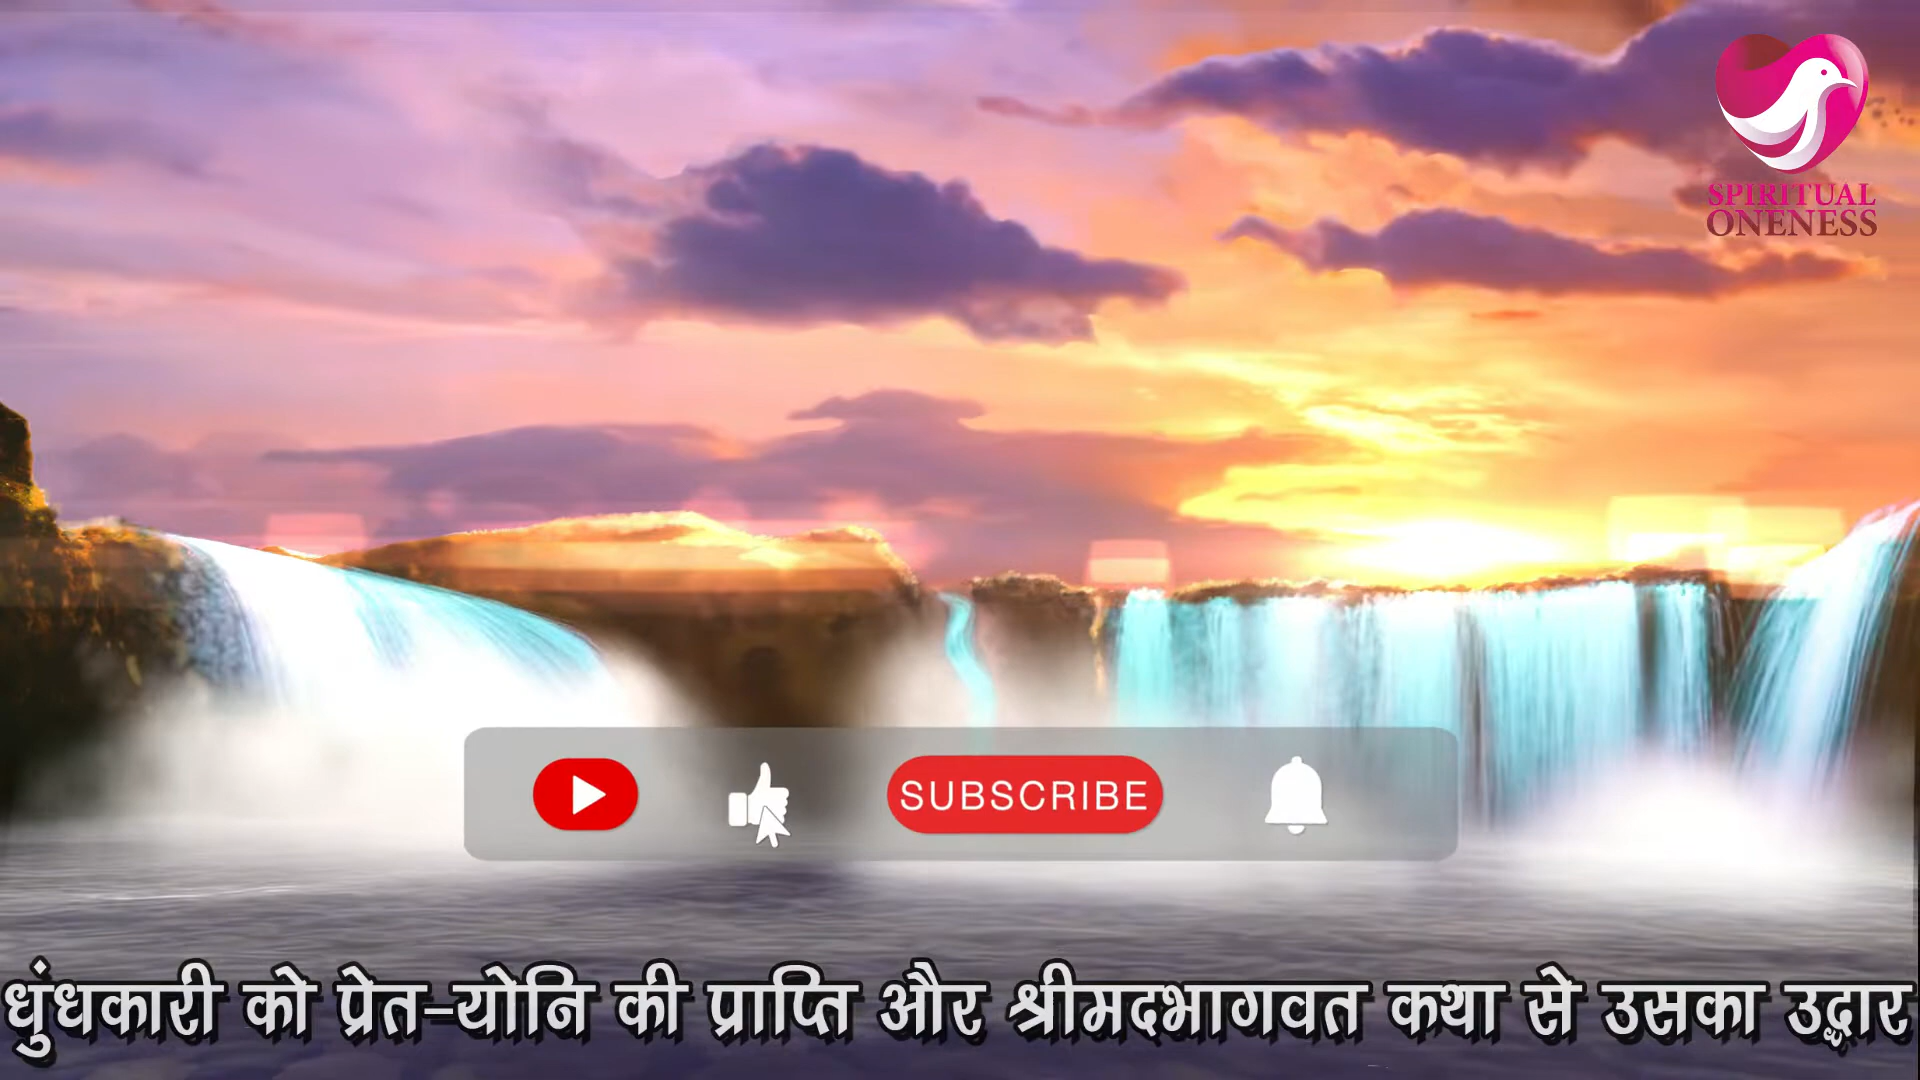 SPIRITUAL
ONENESS
SUBSCRIBE
धुंधकारी को प्रेत-योनि की प्राप्ति और श्रीमदभागवत कथा से उसका उद्धार